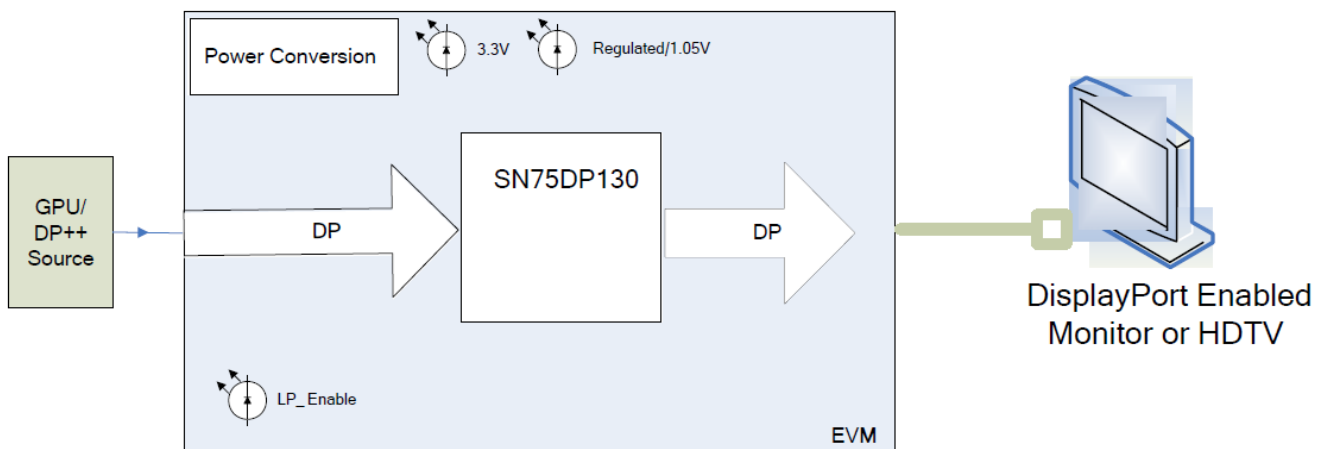 Power Conversion
3.3V
Regulated/1.05V
GPU/
DP++
Source
DP
SN75DP130
DP
DisplayPort Enabled
Monitor or HDTV
LP_Enable
EVM